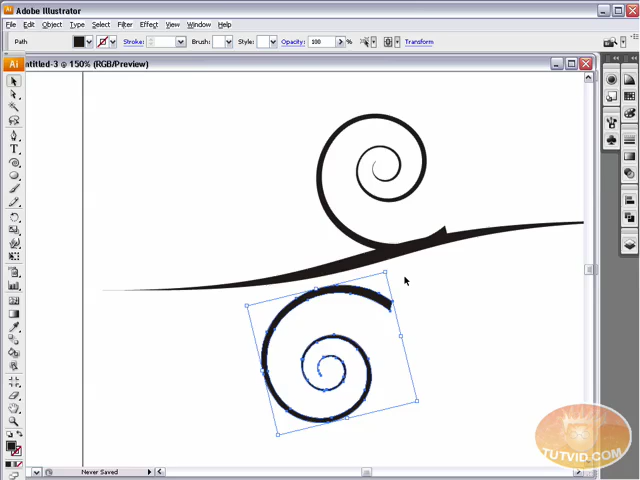 Adobe Illustrator
File Edit Object Type Select Filter Effect View Window Help
Path Stroke: Brush: Style: Opacity: 100 % Transform
ntitled-3 @ 150% (RGB/Preview)
Ai
TUTVID.COM
Never Saved